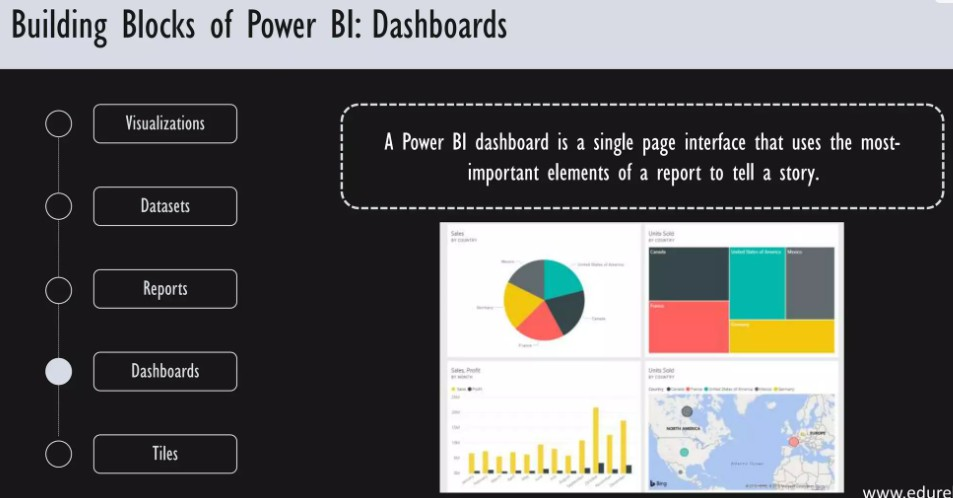 Building Blocks of Power BI: Dashboards
Visualizations
Datasets
Reports
Dashboards
Tiles
A Power BI dashboard is a single page interface that uses the most-
important elements of a report to tell a story.
Sales
BY COUNTRY
Mexico
United States of America
Germany
Canada
France
Units Sold
BY COUNTRY
Canada
United States of America
Mexico
France
Germany
Sales, Profit
BY MONTH
Sales
Profit
Units Sold
BY COUNTRY
Country
Canada
France
United States of America
Mexico
Germany
NORTH AMERICA
EUROPE
Bing
www.edure